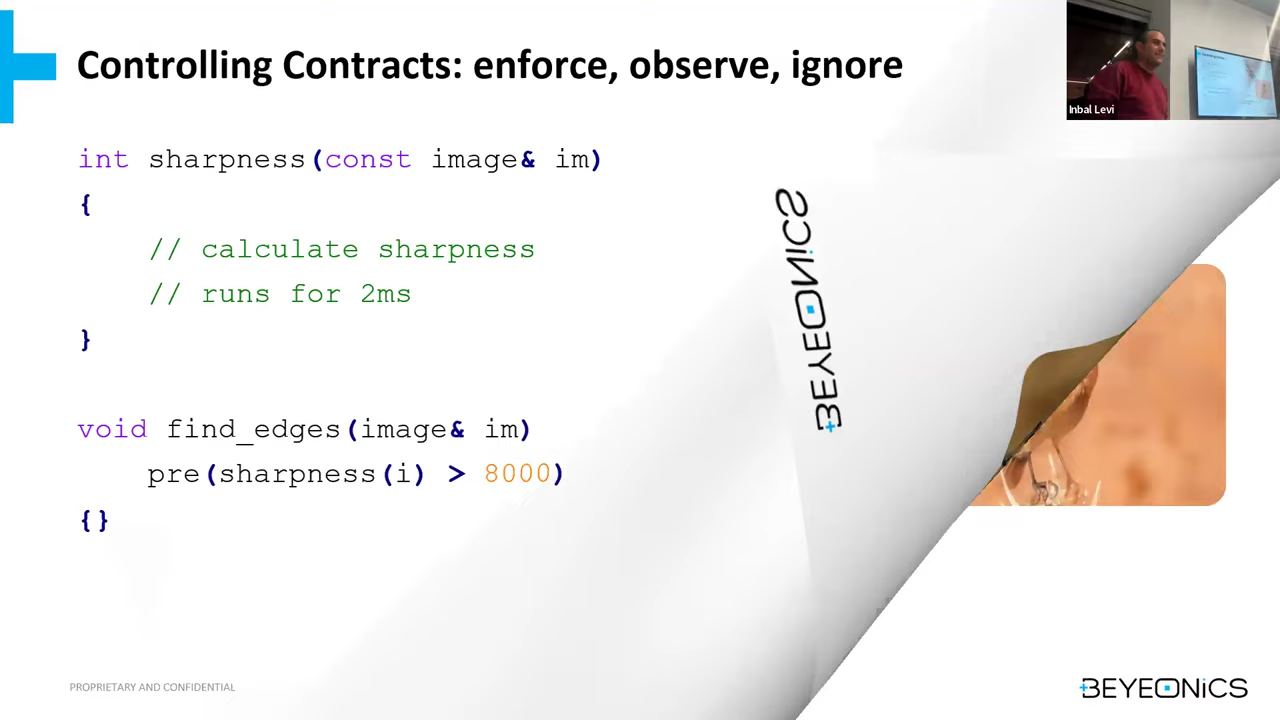 Controlling Contracts: enforce, observe, ignore
Inbal Levi
int sharpness(const image& im)
{
// calculate sharpness
// runs for 2ms
}
void find_edges(image& im)
pre(sharpness(i) > 8000)
{}
BEYEONiCS
PROPRIETARY AND CONFIDENTIAL
BEYEONiCS